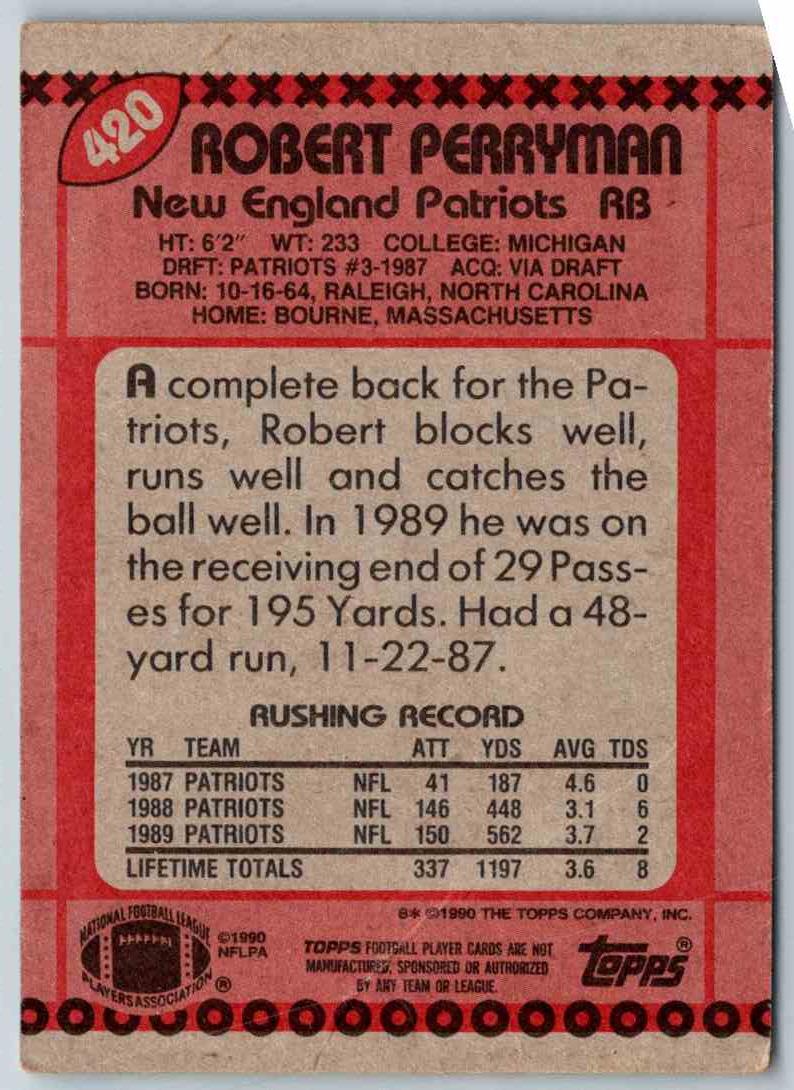 420
ROBERT PERRYMAN
New England Patriots RB
HT: 6'2" WT: 233 COLLEGE: MICHIGAN
DRFT: PATRIOTS #3-1987 ACQ: VIA DRAFT
BORN: 10-16-64, RALEIGH, NORTH CAROLINA
HOME: BOURNE, MASSACHUSETTS
A complete back for the Pa-
triots, Robert blocks well,
runs well and catches the
ball well. In 1989 he was on
the receiving end of 29 Pass-
es for 195 Yards. Had a 48-
yard run, 11-22-87.
RUSHING RECORD
YR TEAM ATT YDS AVG TDS
1987 PATRIOTS NFL 41 187 4.6 0
1988 PATRIOTS NFL 146 448 3.1 6
1989 PATRIOTS NFL 150 562 3.7 2
LIFETIME TOTALS 337 1197 3.6 8
8* ©1990 THE TOPPS COMPANY, INC.
NATIONAL FOOTBALL LEAGUE
PLAYERS ASSOCIATION ®
©1990
NFLPA
TOPPS FOOTBALL PLAYER CARDS ARE NOT
MANUFACTURED, SPONSORED OR AUTHORIZED
BY ANY TEAM OR LEAGUE.
topps®